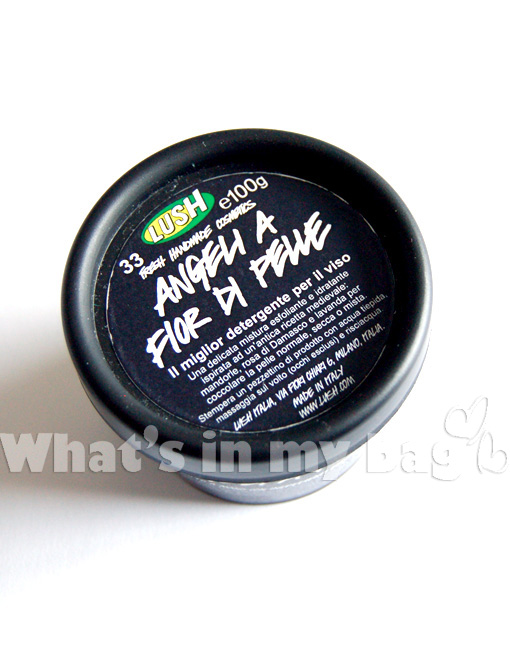 33
LUSH
e100g
FRESH HANDMADE COSMETICS
ANGELI A
FIOR DI PELLE
Il miglior detergente per il viso
Una delicata mistura esfoliante e idratante
ispirata ad un'antica ricetta medievale:
mandorle, rosa di Damasco e lavanda per
coccolare la pelle normale, secca o mista.
Stempera un pezzettino di prodotto con acqua tiepida,
massaggia sul volto (occhi esclusi) e risciacqua.
LUSH ITALIA, VIA FIORI CHIARI 6, MILANO, ITALIA.
MADE IN ITALY
WWW.LUSH.COM
What's in my bag